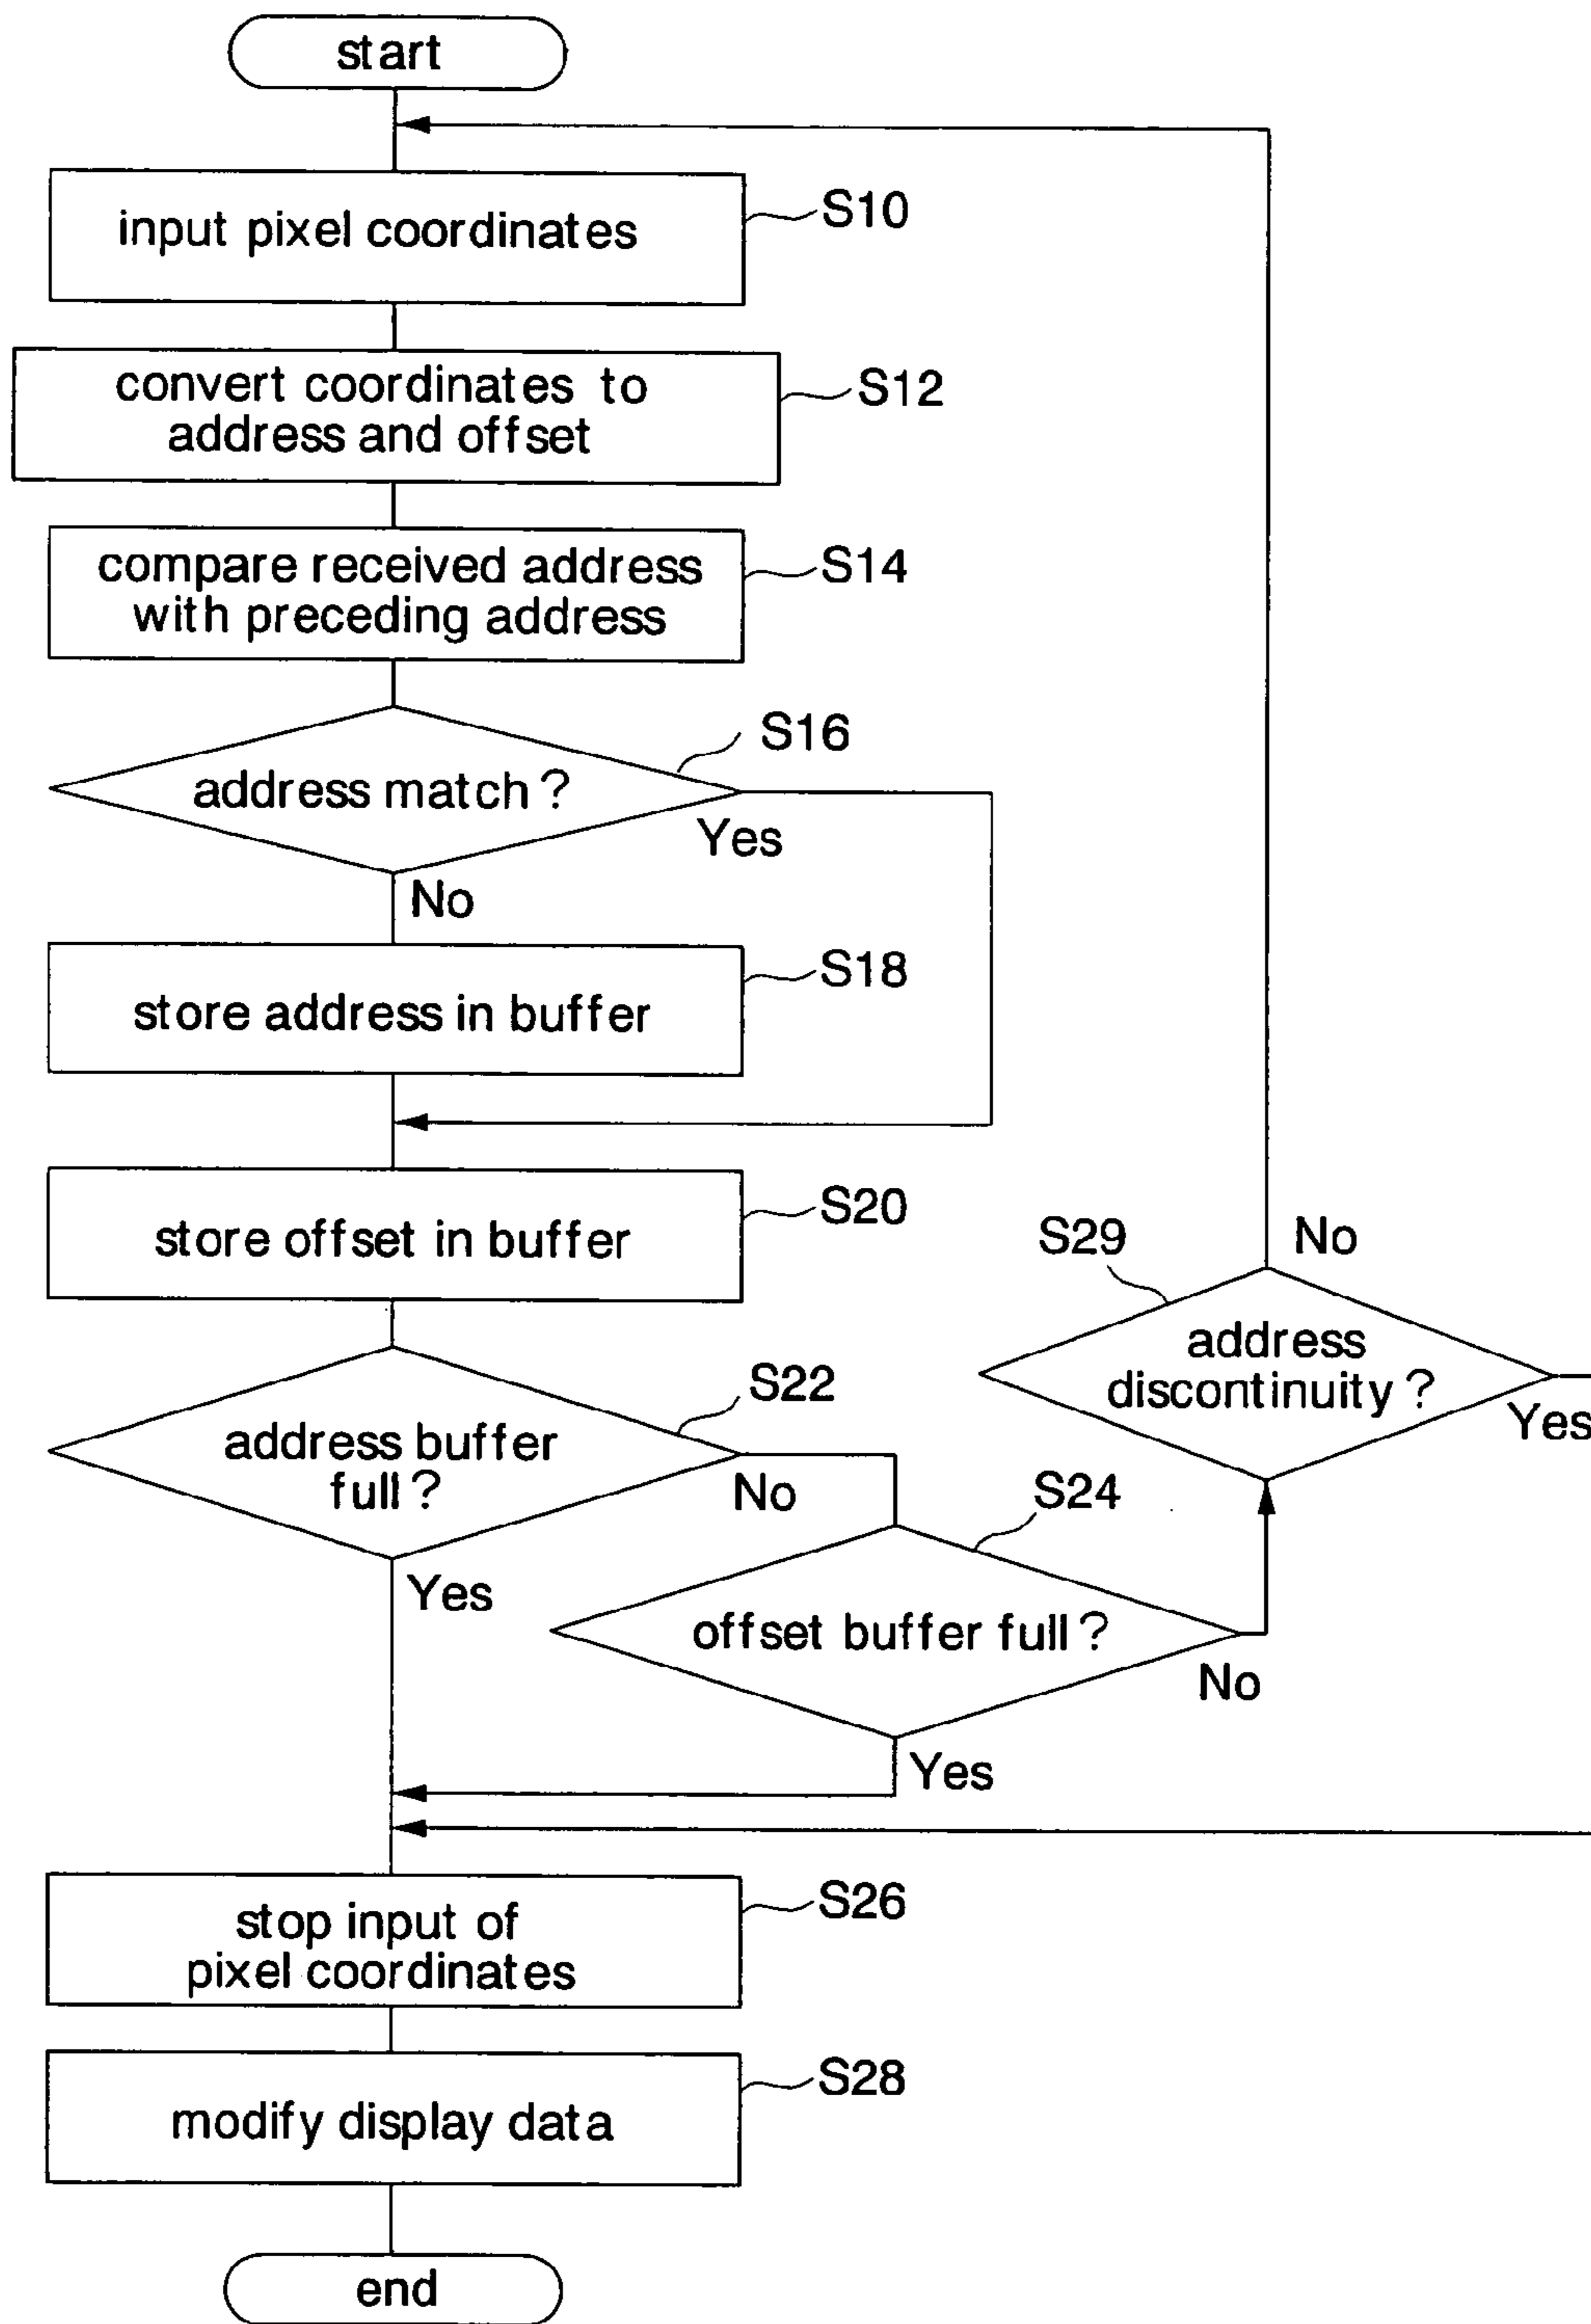 start
input pixel coordinates
S10
convert coordinates to
address and offset
S12
compare received address
with preceding address
S14
address match?
S16
Yes
No
store address in buffer
S18
store offset in buffer
S20
address buffer
full?
S22
No
Yes
offset buffer full?
S24
No
Yes
address
discontinuity?
S29
No
Yes
stop input of
pixel coordinates
S26
modify display data
S28
end